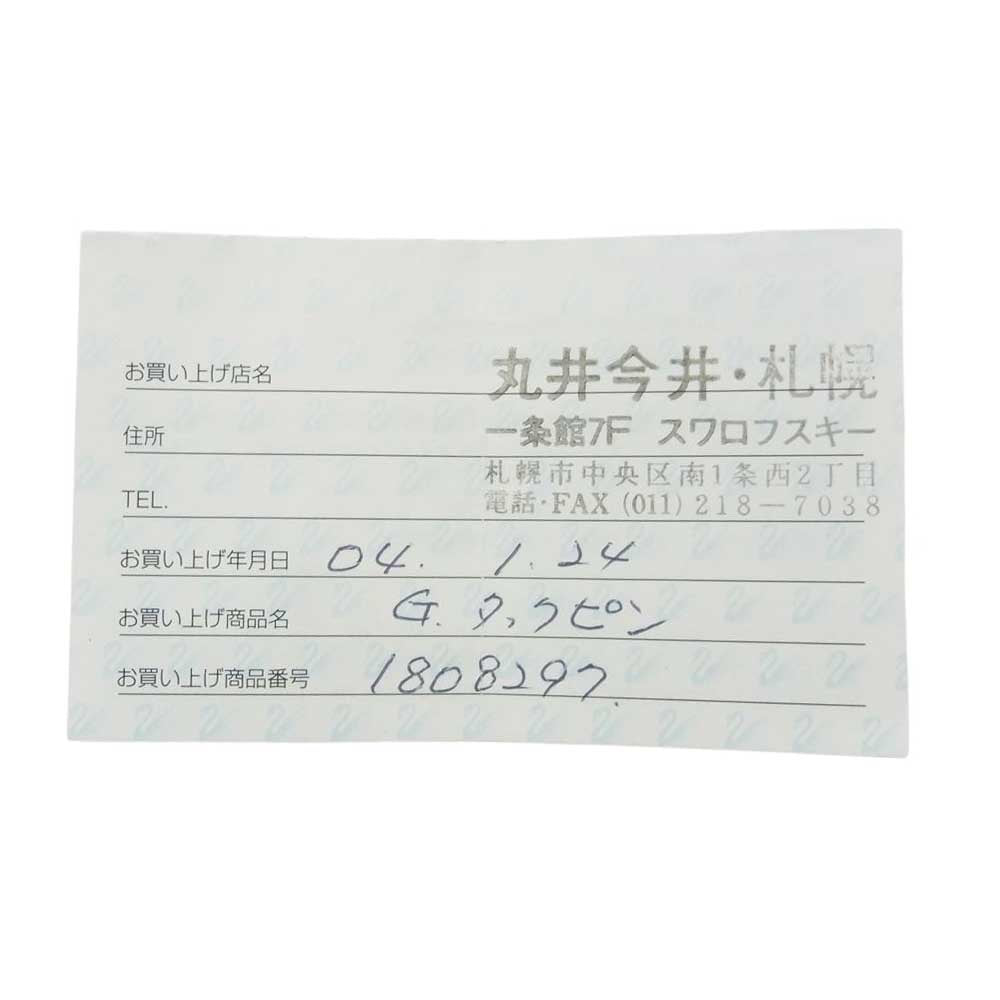 お買い上げ店名 丸井今井・札幌
住所 一条館7F スワロフスキー
札幌市中央区南1条西2丁目
TEL. 電話・FAX (011) 218-7038
お買い上げ年月日 04. 1. 24
お買い上げ商品名 G. タックピン
お買い上げ商品番号 1808297.